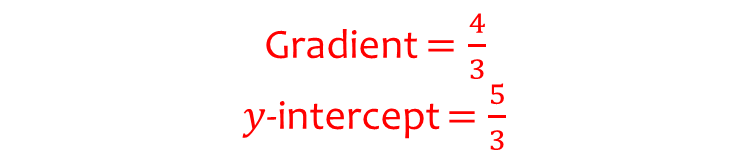 Gradient = 4/3
y-intercept = 5/3